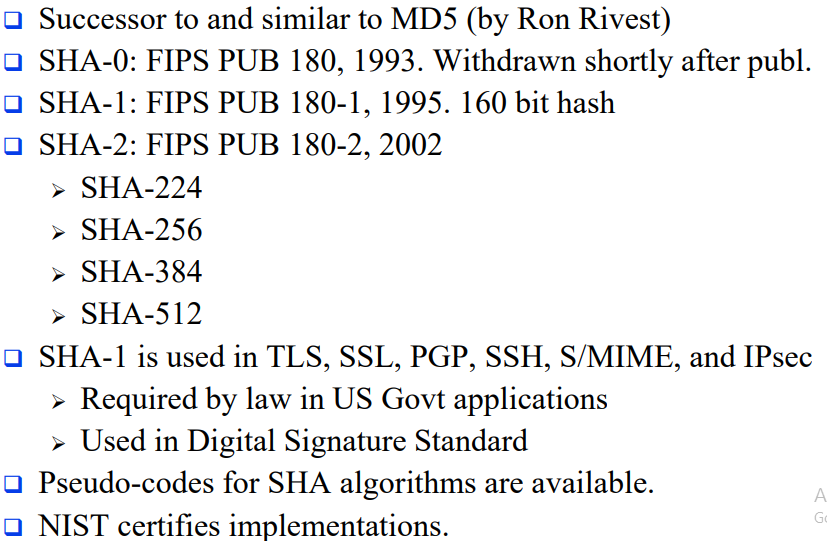 Successor to and similar to MD5 (by Ron Rivest)
SHA-0: FIPS PUB 180, 1993. Withdrawn shortly after publ.
SHA-1: FIPS PUB 180-1, 1995. 160 bit hash
SHA-2: FIPS PUB 180-2, 2002
SHA-224
SHA-256
SHA-384
SHA-512
SHA-1 is used in TLS, SSL, PGP, SSH, S/MIME, and IPsec
Required by law in US Govt applications
Used in Digital Signature Standard
Pseudo-codes for SHA algorithms are available.
NIST certifies implementations.